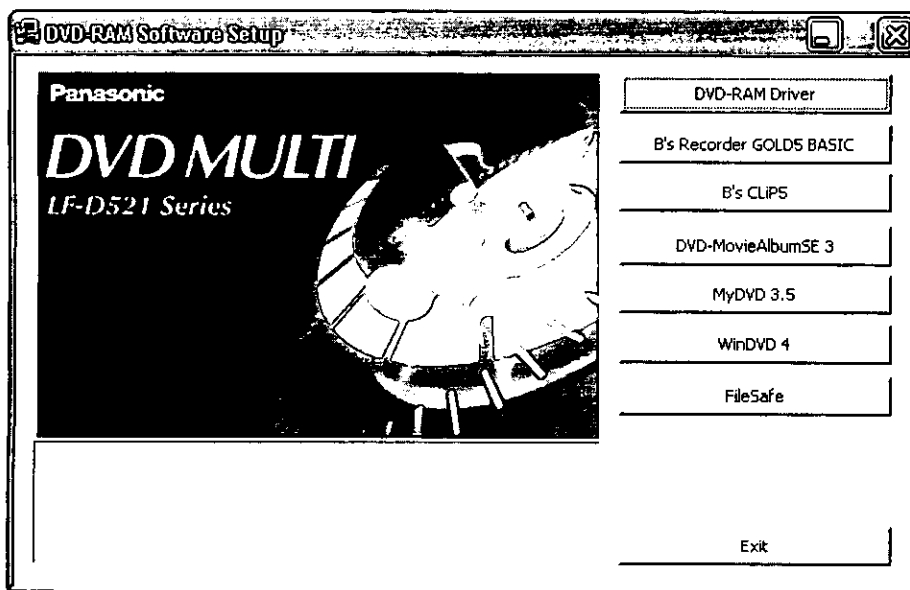 DVD-RAM Software Setup
Panasonic
DVD MULTI
LF-D521 Series
DVD-RAM Driver
B's Recorder GOLD5 BASIC
B's CLiP5
DVD-MovieAlbumSE 3
MyDVD 3.5
WinDVD 4
FileSafe
Exit